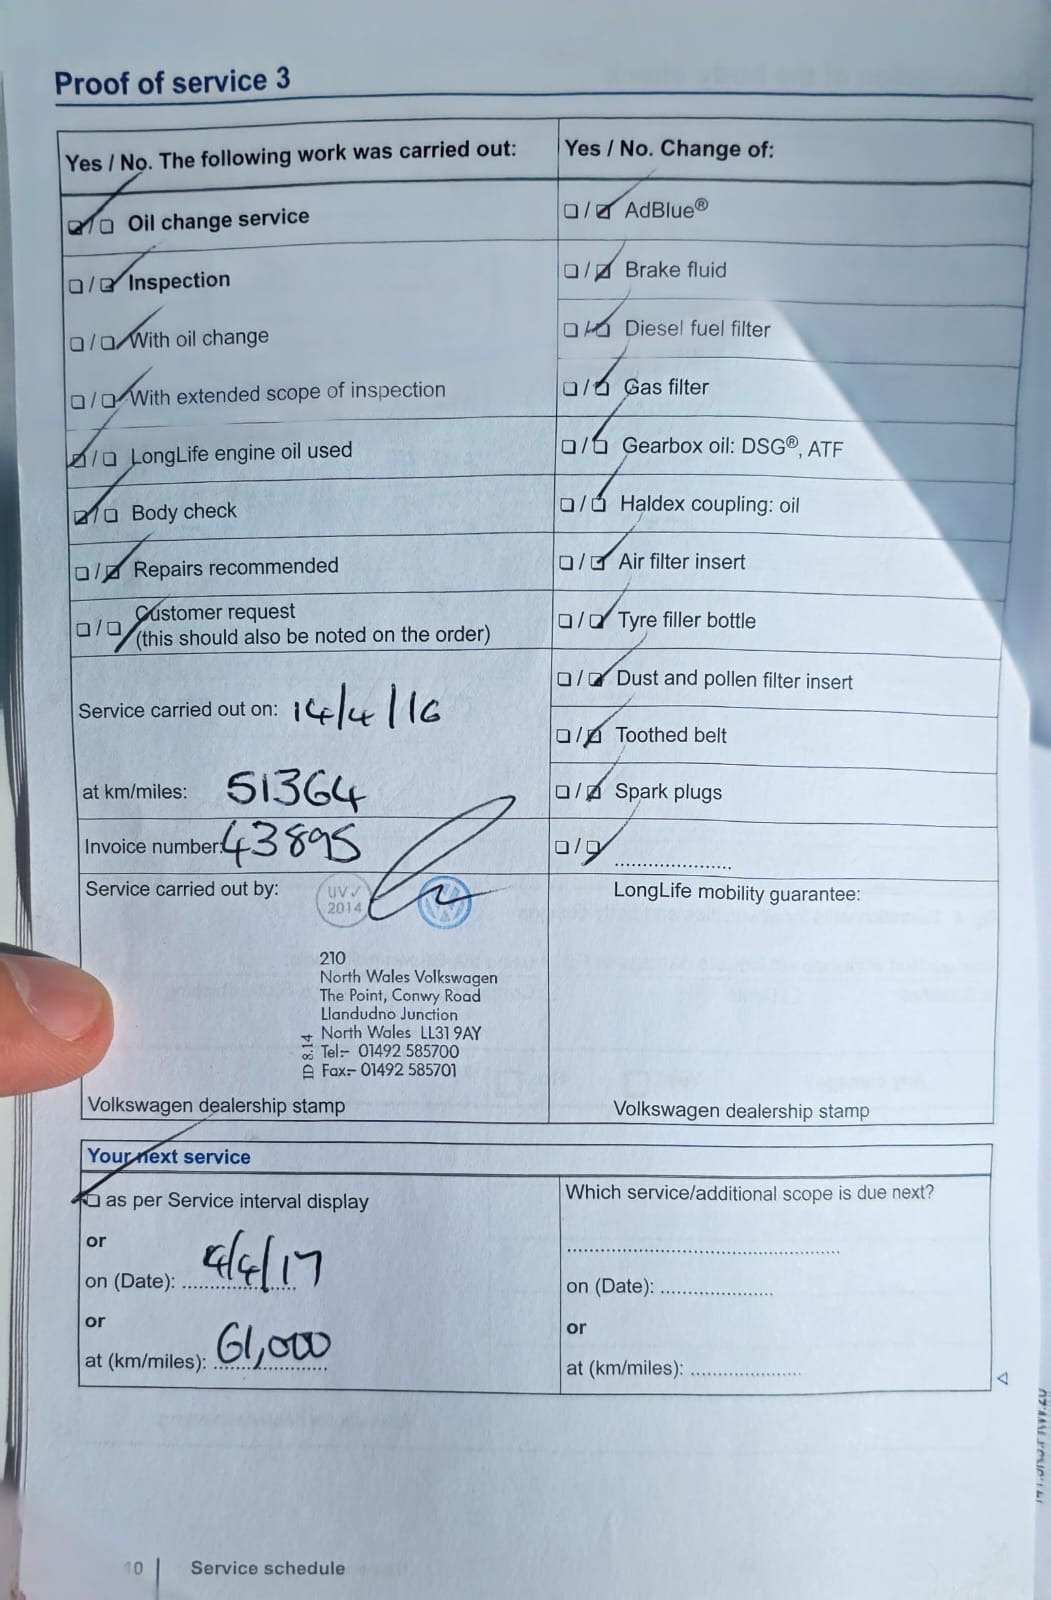 Proof of service 3
Yes / No. The following work was carried out:
Oil change service
Inspection
With oil change
With extended scope of inspection
LongLife engine oil used
Body check
Repairs recommended
Customer request
(this should also be noted on the order)
Service carried out on: 14/4/16
at km/miles: 51364
Invoice number: 43895
Service carried out by:
UV
2014
210
North Wales Volkswagen
The Point, Conwy Road
Llandudno Junction
North Wales LL31 9AY
Tel:- 01492 585700
Fax:- 01492 585701
ID 8:14
Volkswagen dealership stamp
Yes / No. Change of:
AdBlue®
Brake fluid
Diesel fuel filter
Gas filter
Gearbox oil: DSG®, ATF
Haldex coupling: oil
Air filter insert
Tyre filler bottle
Dust and pollen filter insert
Toothed belt
Spark plugs
LongLife mobility guarantee:
Volkswagen dealership stamp
Your next service
as per Service interval display
or
on (Date): 4/4/17
or
at (km/miles): 61,000
Which service/additional scope is due next?
on (Date):
or
at (km/miles):
10 | Service schedule